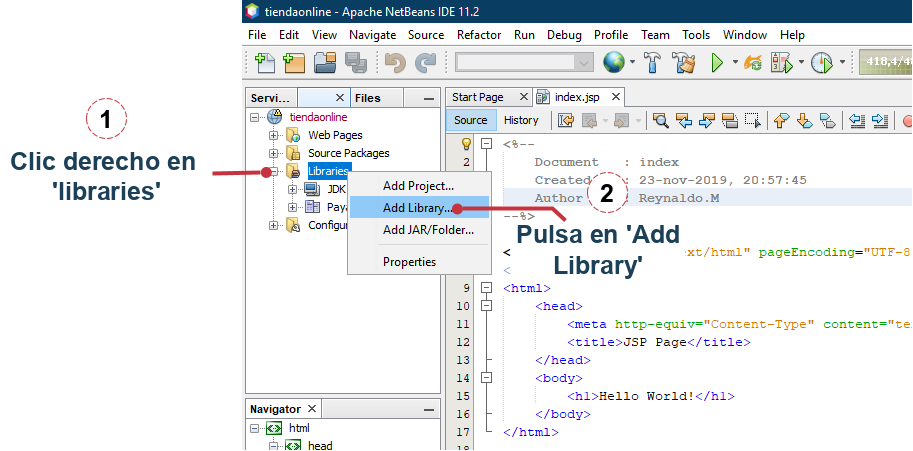 tiendaonline - Apache NetBeans IDE 11.2
File Edit View Navigate Source Refactor Run Debug Profile Team Tools Window Help
418,4/48
Servi... Files
tiendaonline
Web Pages
Source Packages
Libraries
JDK
Paya
Configur
Add Project...
Add Library...
Add JAR/Folder...
Properties
1
Clic derecho en
'libraries'
2
Pulsa en 'Add
Library'
Start Page index.jsp
Source History
<%--
Document : index
Created : 23-nov-2019, 20:57:45
Author : Reynaldo.M
--%>
< ext/html" pageEncoding="UTF-8
<
9 <html>
10 <head>
11 <meta http-equiv="Content-Type" content="te
12 <title>JSP Page</title>
13 </head>
14 <body>
15 <h1>Hello World!</h1>
16 </body>
17 </html>
Navigator
html
head